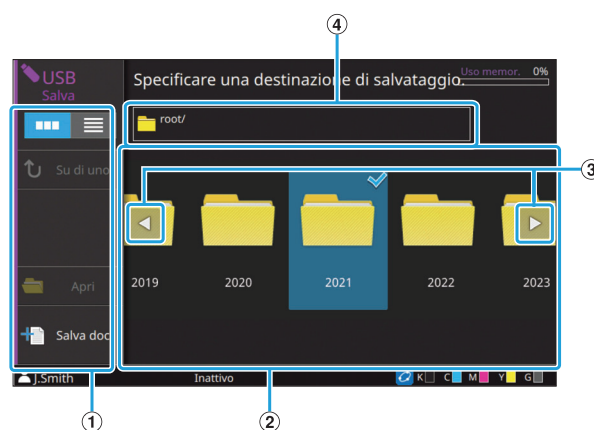 4
USB
Salva
Specificare una destinazione di salvataggio.
Uso memor. 0%
root/
Su di uno
3
2019 2020 2021 2022 2023
Apri
Salva doc
J.Smith Inattivo K C M Y G
1 2